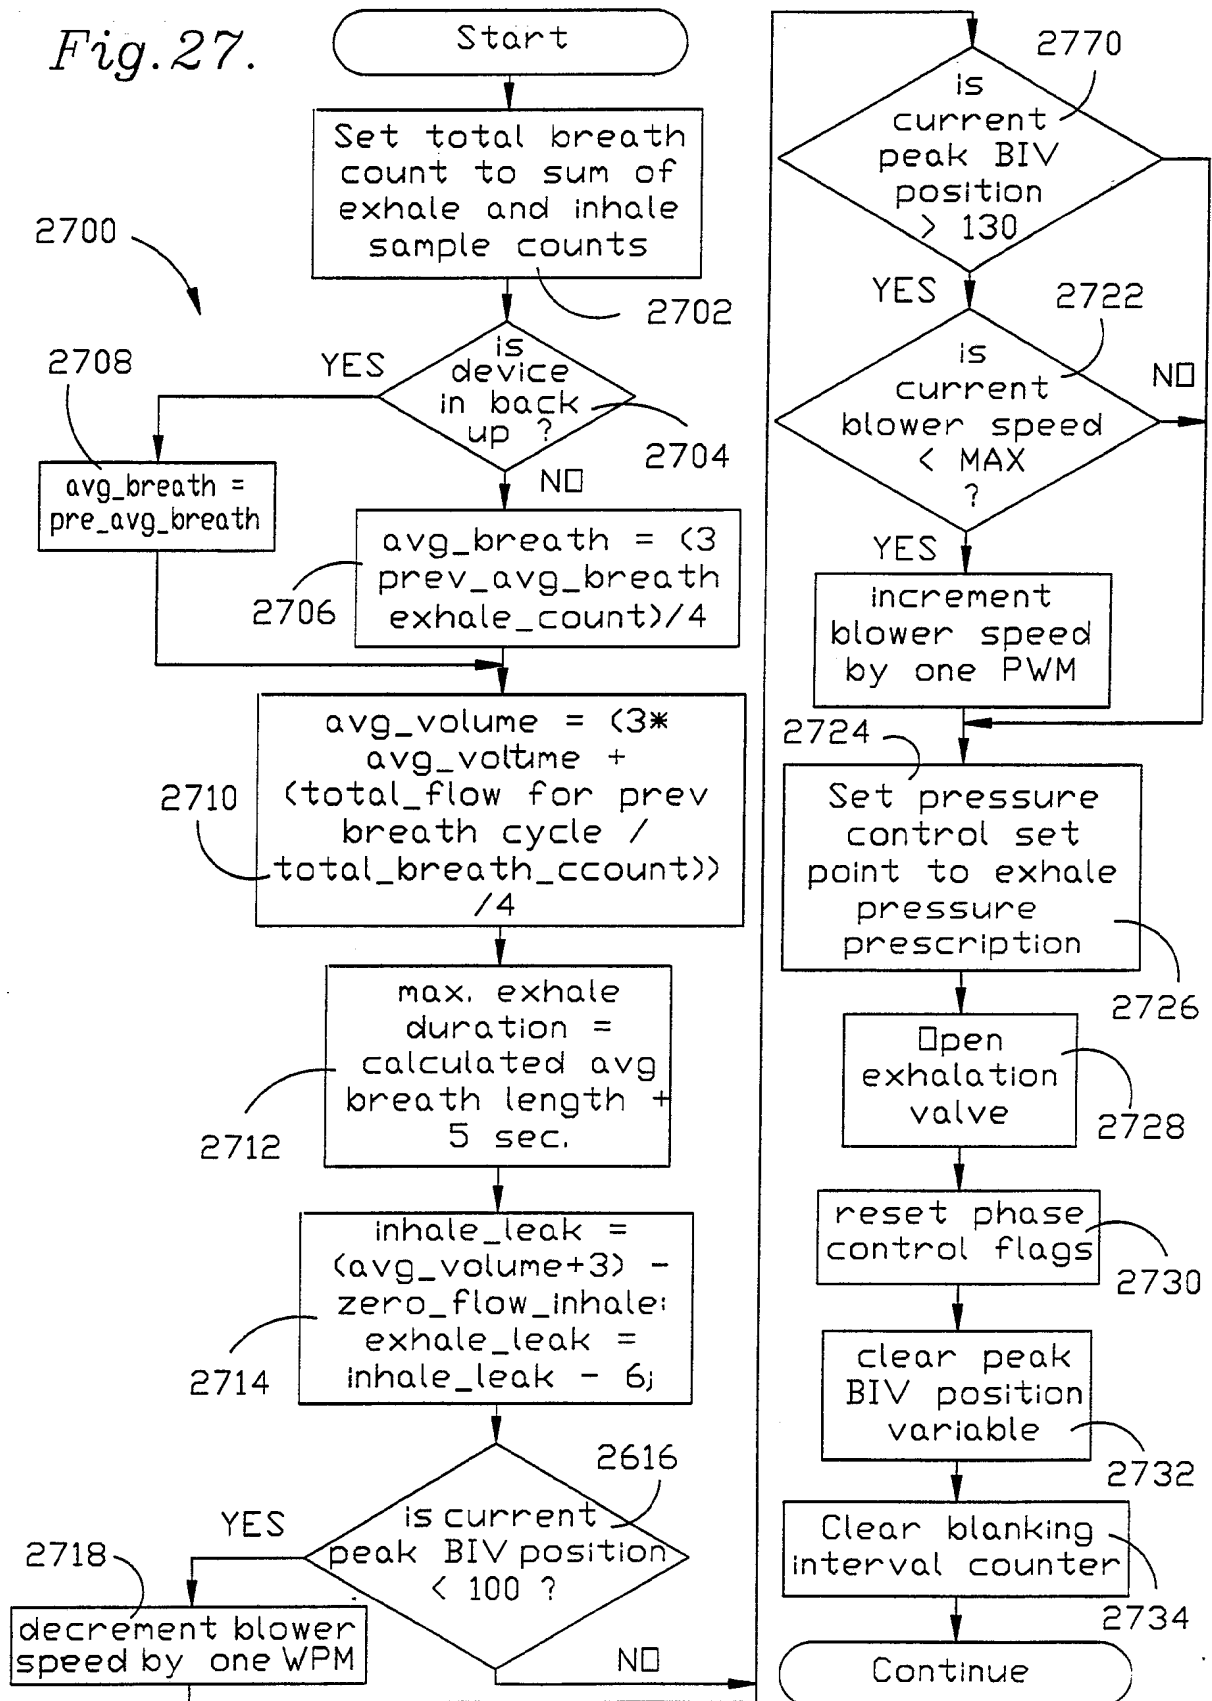 Fig.27.
Start
Set total breath
count to sum of
exhale and inhale
sample counts
2700
2702
is
device
in back
up ?
YES
2708
2704
NO
avg_breath =
pre_avg_breath
avg_breath = (3
prev_avg_breath
exhale_count)/4
2706
avg_volume = (3*
avg_voltime +
(total_flow for prev
breath cycle /
total_breath_ccount))
/4
2710
max. exhale
duration =
calculated avg
breath length +
5 sec.
2712
inhale_leak =
(avg_volume+3) -
zero_flow_inhale;
exhale_leak =
inhale_leak - 6;
2714
2616
is current
peak BIV position
< 100 ?
YES
2718
decrement blower
speed by one WPM
NO
2770
is
current
peak BIV
position
> 130
YES
2722
is
current
blower speed
< MAX
?
NO
YES
increment
blower speed
by one PWM
2724
Set pressure
control set
point to exhale
pressure
prescription
2726
Open
exhalation
valve
2728
reset phase
control flags
2730
clear peak
BIV position
variable
2732
Clear blanking
interval counter
2734
Continue